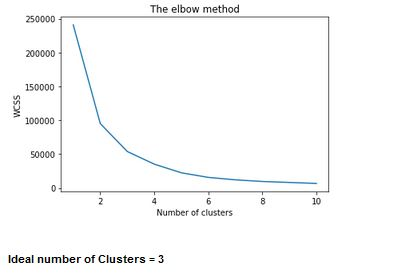 The elbow method
250000
200000
150000
100000
50000
0
WCSS
2 4 6 8 10
Number of clusters
Ideal number of Clusters = 3